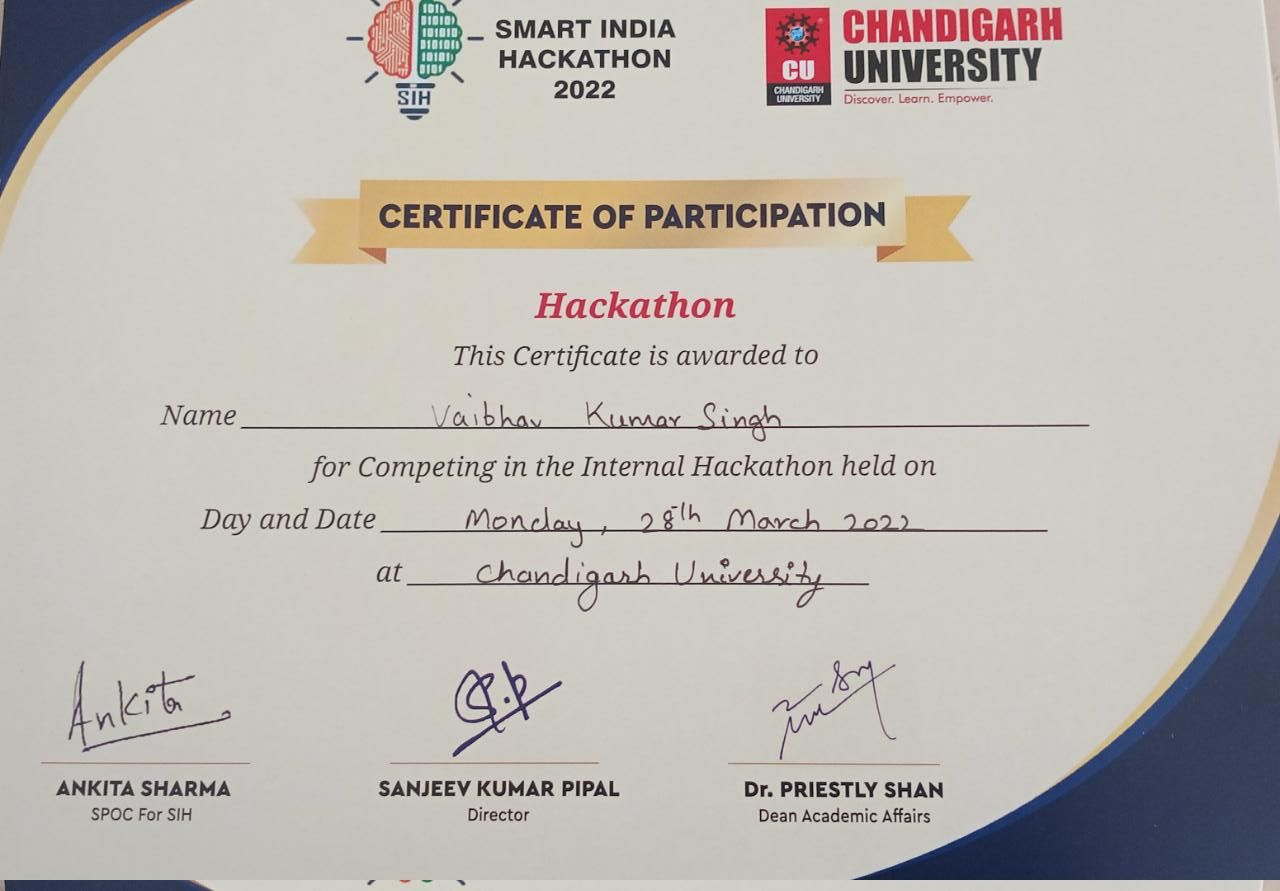 SMART INDIA
HACKATHON
2022
SIH
CU
CHANDIGARH
UNIVERSITY
CHANDIGARH
UNIVERSITY
Discover. Learn. Empower.
CERTIFICATE OF PARTICIPATION
Hackathon
This Certificate is awarded to
Name Vaibhav Kumar Singh
for Competing in the Internal Hackathon held on
Day and Date Monday, 28th March 2022
at Chandigarh University
Ankita
ANKITA SHARMA
SPOC For SIH
SANJEEV KUMAR PIPAL
Director
Dr. PRIESTLY SHAN
Dean Academic Affairs